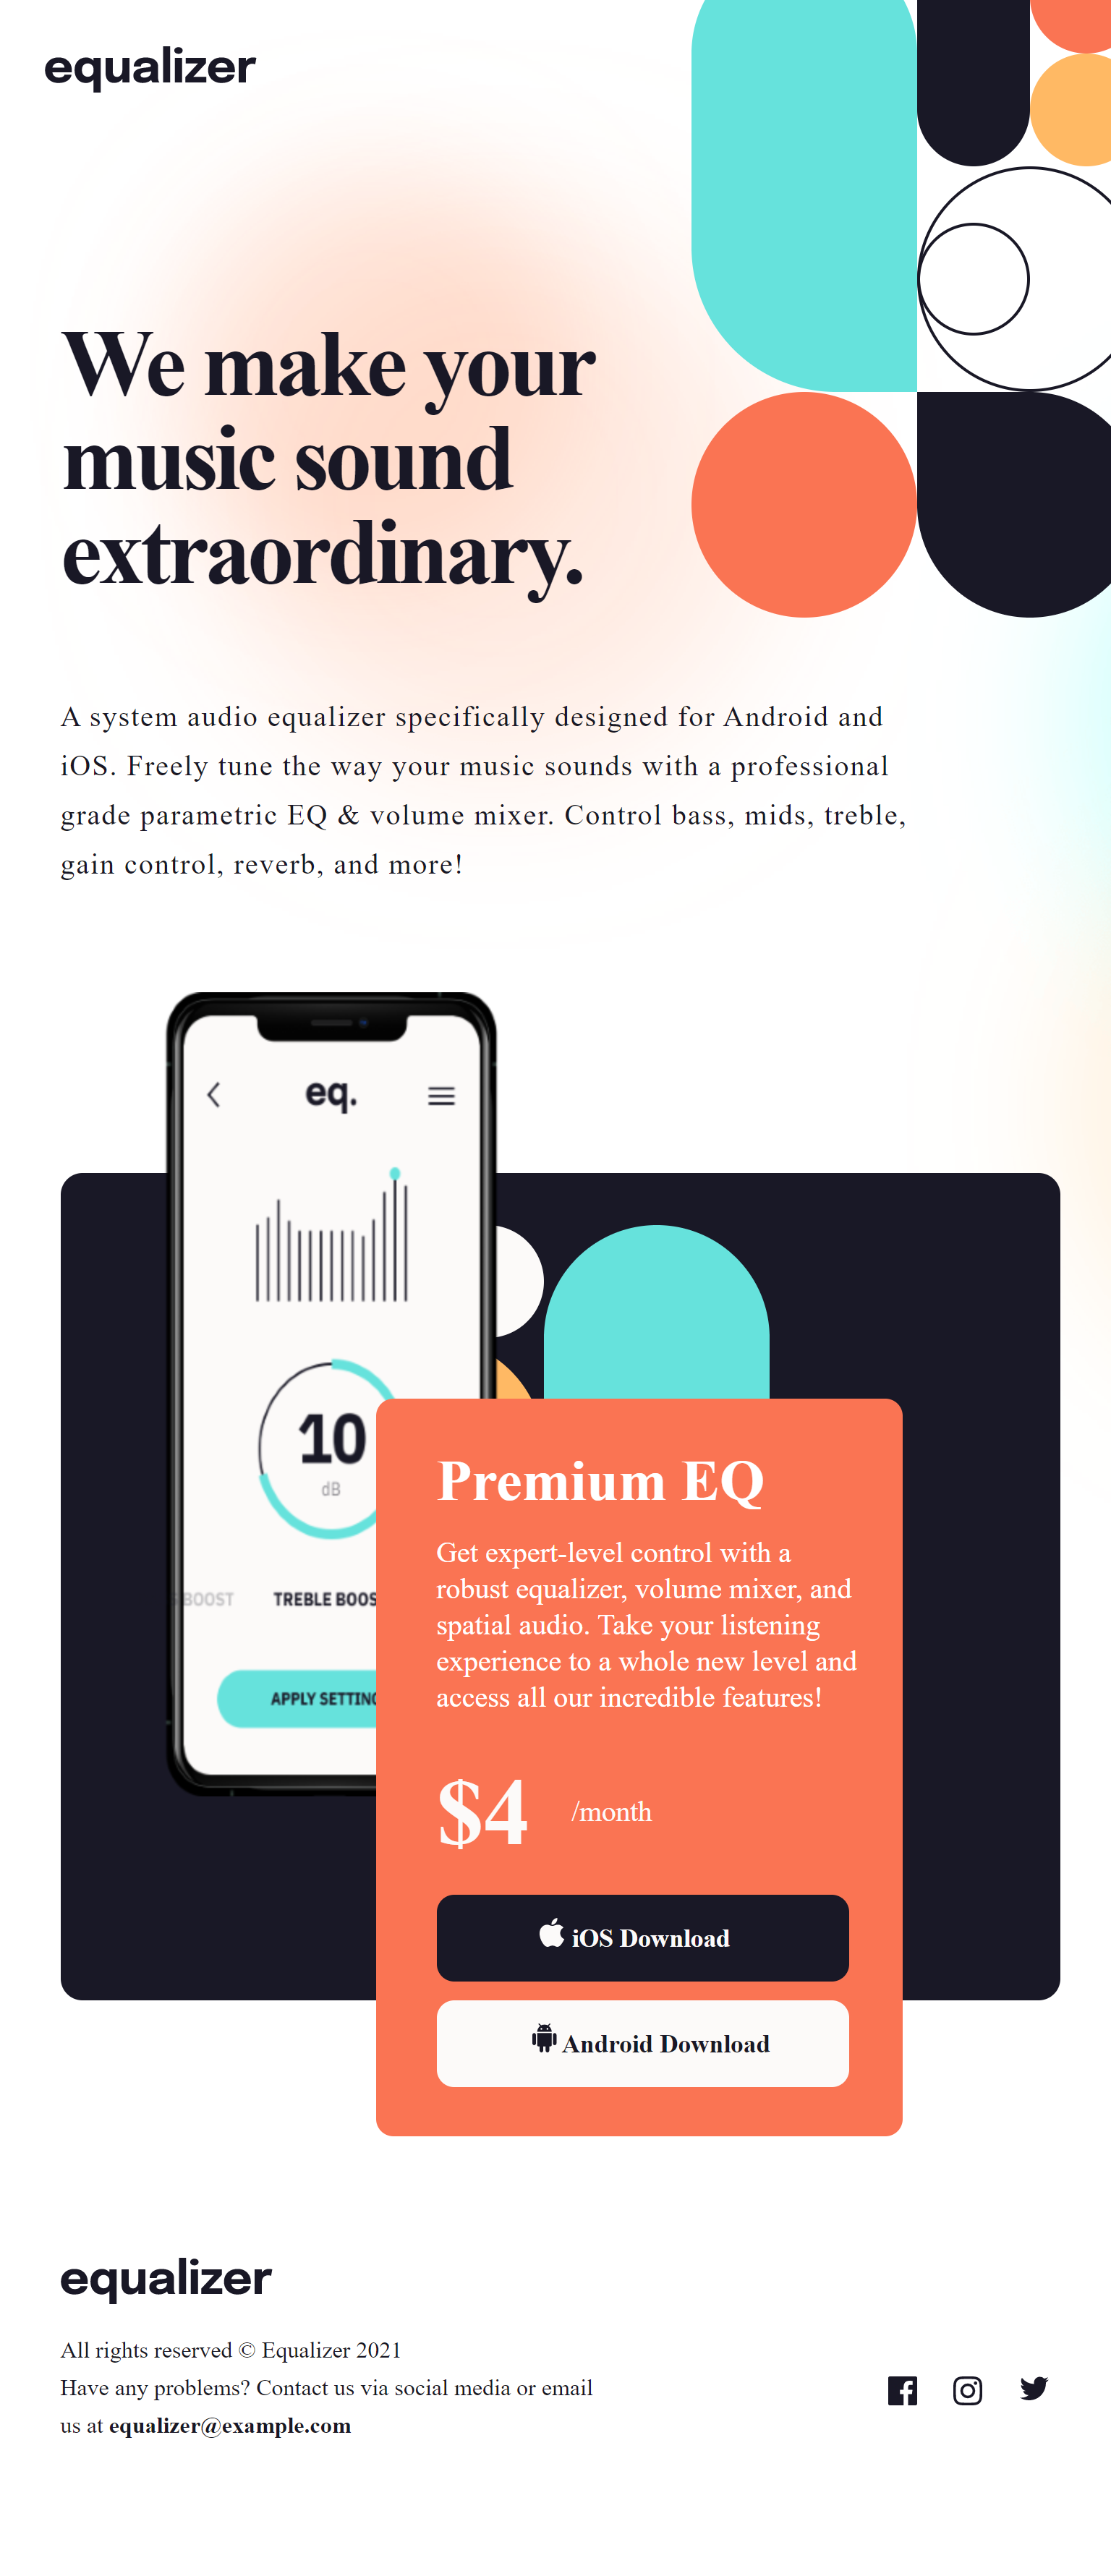 equalizer
We make your
music sound
extraordinary.
A system audio equalizer specifically designed for Android and
iOS. Freely tune the way your music sounds with a professional
grade parametric EQ & volume mixer. Control bass, mids, treble,
gain control, reverb, and more!
eq.
10
dB
BOOST TREBLE BOOS
APPLY SETTING
Premium EQ
Get expert-level control with a
robust equalizer, volume mixer, and
spatial audio. Take your listening
experience to a whole new level and
access all our incredible features!
$4 /month
iOS Download
Android Download
equalizer
All rights reserved © Equalizer 2021
Have any problems? Contact us via social media or email
us at equalizer@example.com